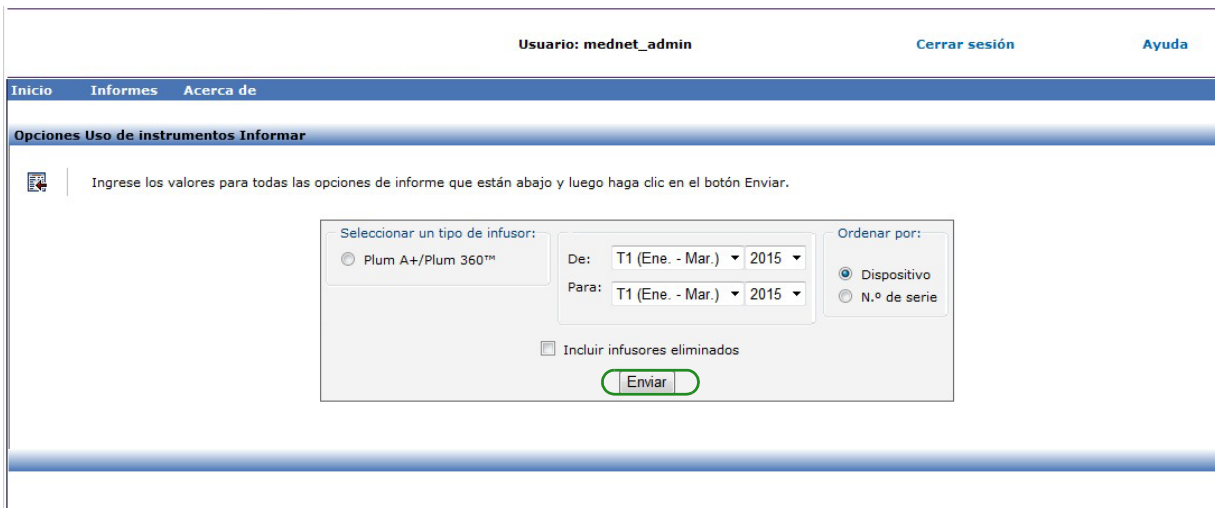 Usuario: mednet_admin Cerrar sesión Ayuda
Inicio Informes Acerca de
Opciones Uso de instrumentos Informar
Ingrese los valores para todas las opciones de informe que están abajo y luego haga clic en el botón Enviar.
Seleccionar un tipo de infusor:
Plum A+/Plum 360™
De: T1 (Ene. - Mar.) 2015
Para: T1 (Ene. - Mar.) 2015
Ordenar por:
Dispositivo
N.º de serie
Incluir infusores eliminados
Enviar